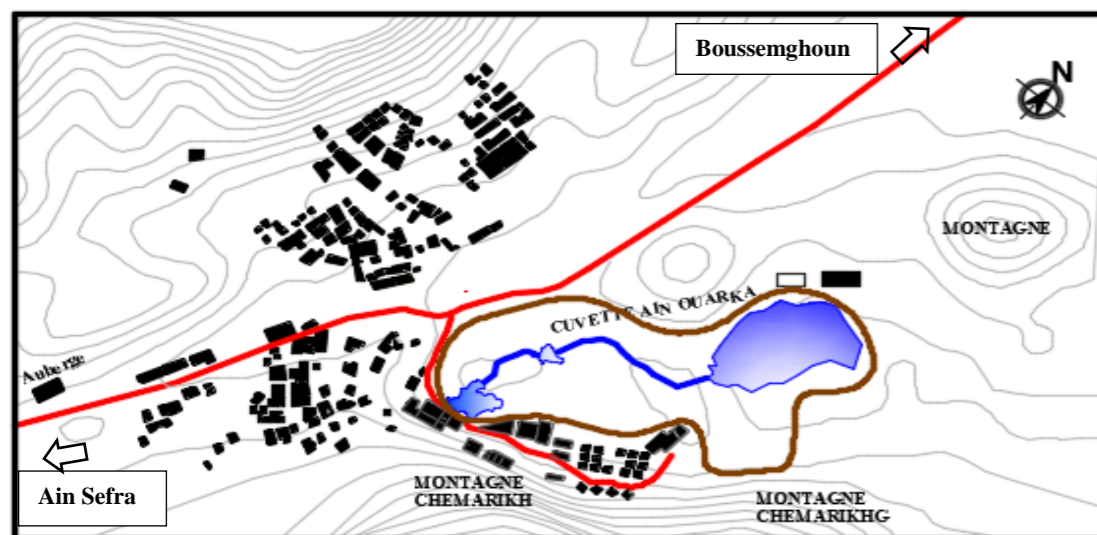 Boussemghoun
N
MONTAGNE
CUVETTE AIN OUARKA
Auberge
Ain Sefra
MONTAGNE
CHEMARIKH
MONTAGNE
CHEMARIKHG